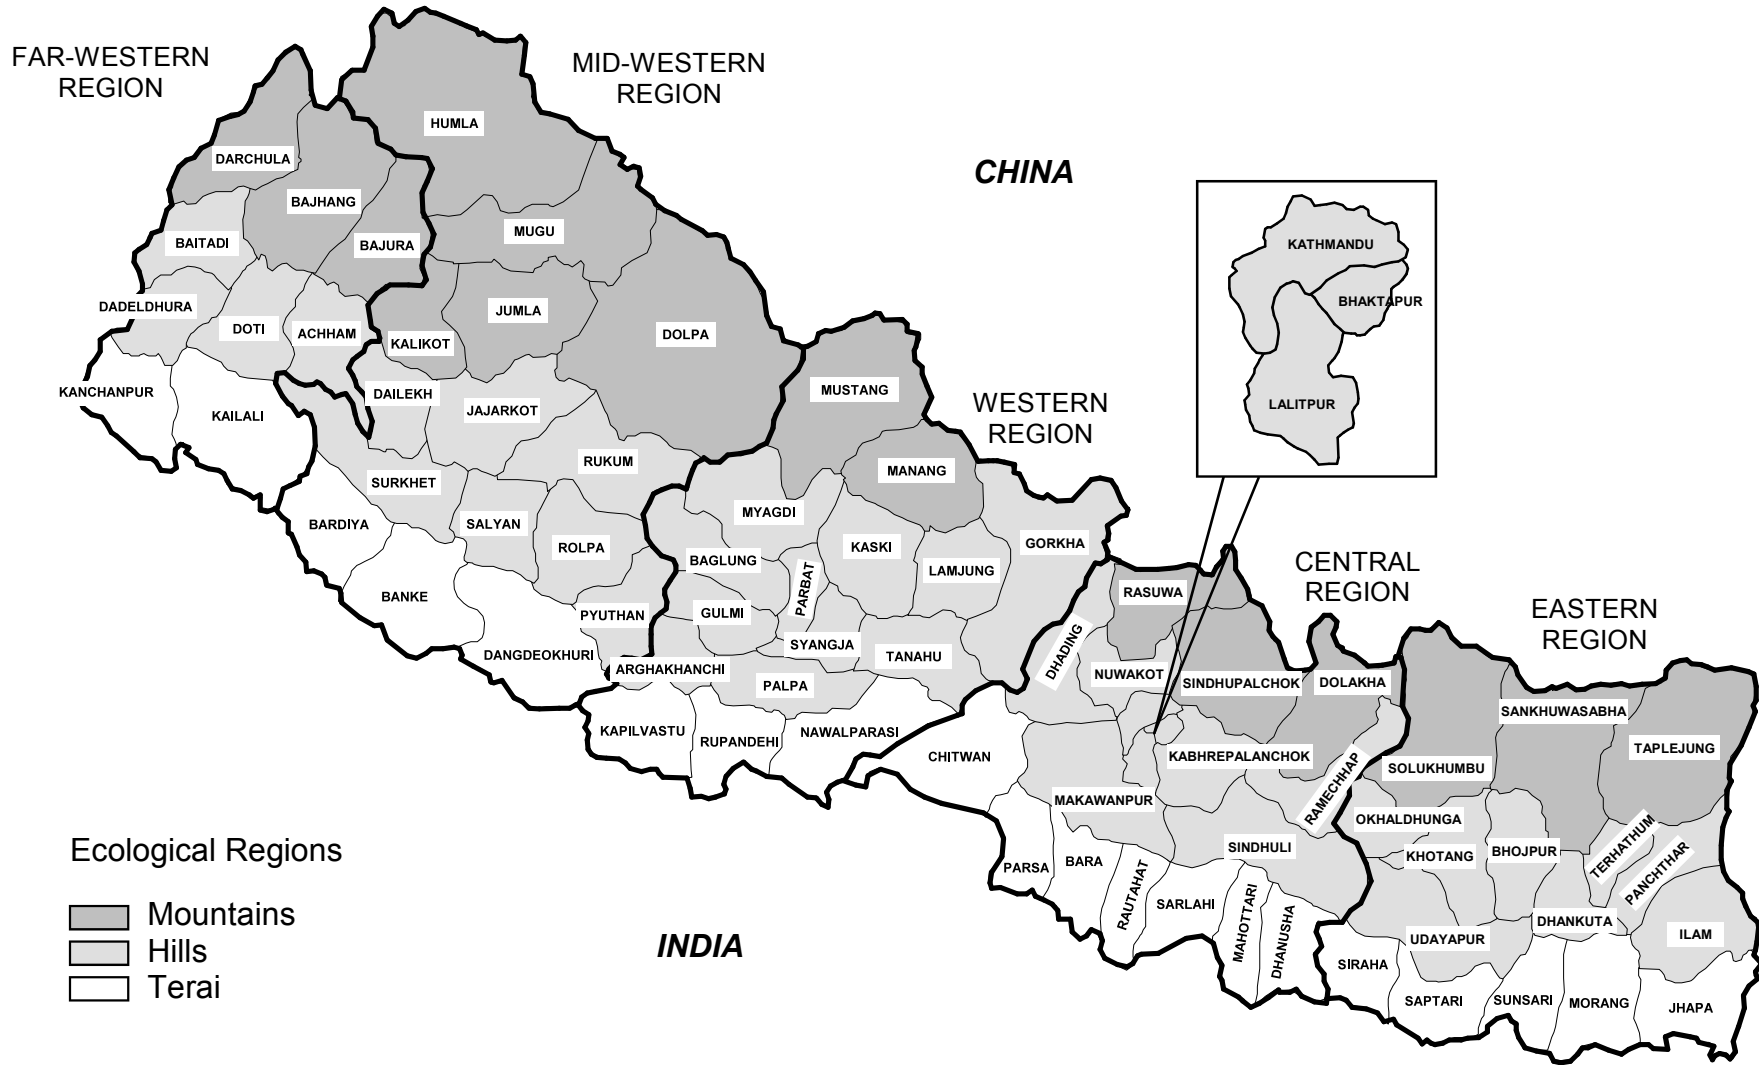 FAR-WESTERN
REGION
MID-WESTERN
REGION
HUMLA
DARCHULA
BAJHANG
BAITADI
BAJURA
MUGU
DADELDHURA
DOTI
ACHHAM
KALIKOT
JUMLA
DOLPA
KANCHANPUR
KAILALI
DAILEKH
JAJARKOT
RUKUM
SURKHET
BARDIYA
SALYAN
ROLPA
BANKE
PYUTHAN
DANGDEOKHURI
CHINA
WESTERN
REGION
MUSTANG
MANANG
MYAGDI
KASKI
GORKHA
BAGLUNG
PARBAT
LAMJUNG
GULMI
SYANGJA
TANAHU
ARGHAKHANCHI
PALPA
KAPILVASTU
RUPANDEHI
NAWALPARASI
KATHMANDU
BHAKTAPUR
LALITPUR
CENTRAL
REGION
RASUWA
DHADING
NUWAKOT
SINDHUPALCHOK
DOLAKHA
CHITWAN
KABHREPALANCHOK
RAMECHHAP
MAKAWANPUR
SINDHULI
PARSA
BARA
RAUTAHAT
SARLAHI
MAHOTTARI
DHANUSHA
EASTERN
REGION
SANKHUWASABHA
TAPLEJUNG
SOLUKHUMBU
OKHALDHUNGA
KHOTANG
BHOJPUR
TERHATHUM
PANCHTHAR
DHANKUTA
UDAYAPUR
ILAM
SIRAHA
SAPTARI
SUNSARI
MORANG
JHAPA
INDIA
Ecological Regions
Mountains
Hills
Terai